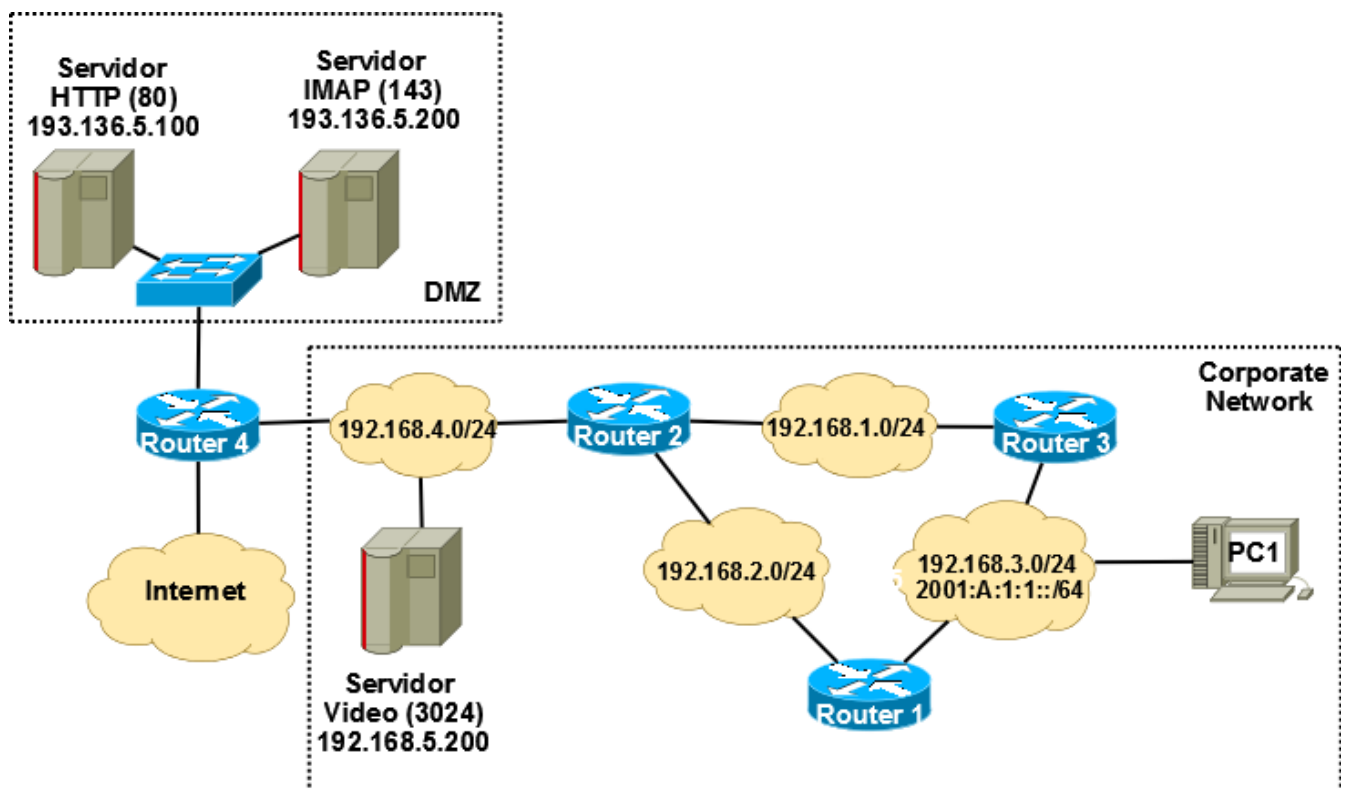 Servidor
HTTP (80)
193.136.5.100
Servidor
IMAP (143)
193.136.5.200
DMZ
Corporate
Network
Router 4
192.168.4.0/24
Router 2
192.168.1.0/24
Router 3
Internet
192.168.2.0/24
192.168.3.0/24
2001:A:1:1::/64
5
PC1
Router 1
Servidor
Video (3024)
192.168.5.200